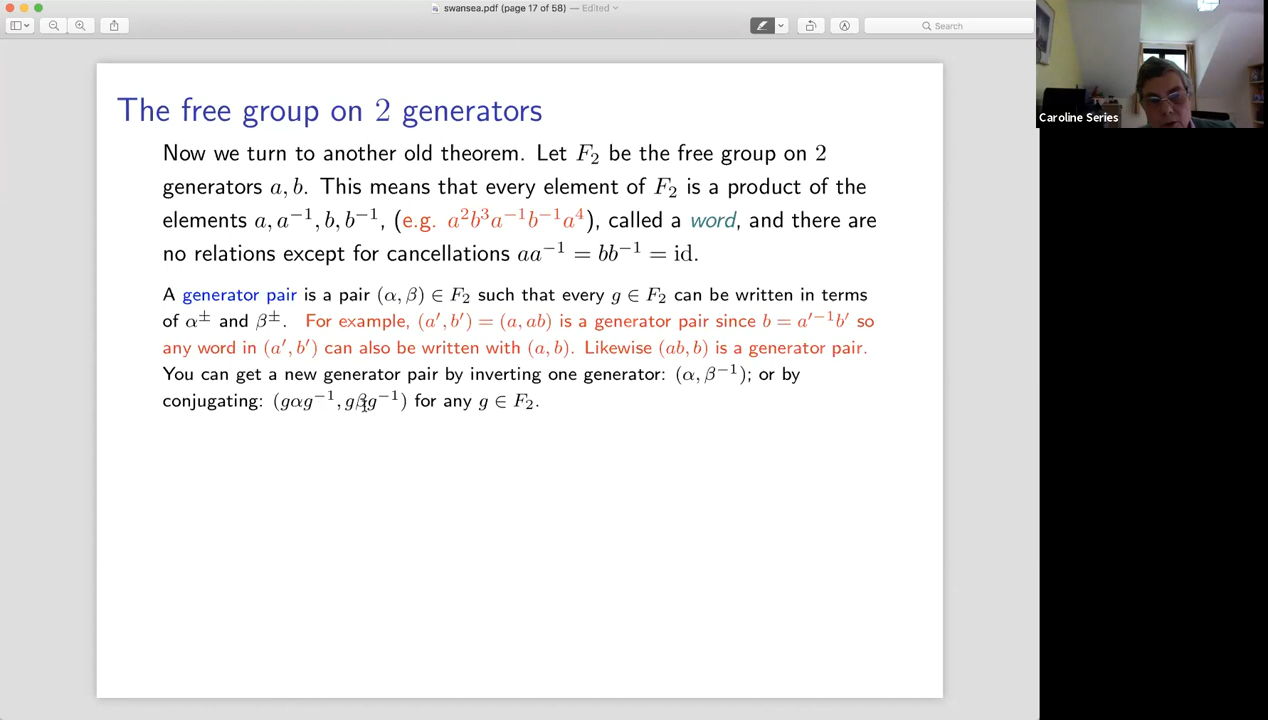 swansea.pdf (page 17 of 58) — Edited
Search
Caroline Series
The free group on 2 generators
Now we turn to another old theorem. Let F₂ be the free group on 2
generators a, b. This means that every element of F₂ is a product of the
elements a, a⁻¹, b, b⁻¹, (e.g. a²b³a⁻¹b⁻¹a⁴), called a word, and there are
no relations except for cancellations aa⁻¹ = bb⁻¹ = id.
A generator pair is a pair (α, β) ∈ F₂ such that every g ∈ F₂ can be written in terms
of α± and β±. For example, (a′, b′) = (a, ab) is a generator pair since b = a′⁻¹b′ so
any word in (a′, b′) can also be written with (a, b). Likewise (ab, b) is a generator pair.
You can get a new generator pair by inverting one generator: (α, β⁻¹); or by
conjugating: (gαg⁻¹, gβg⁻¹) for any g ∈ F₂.